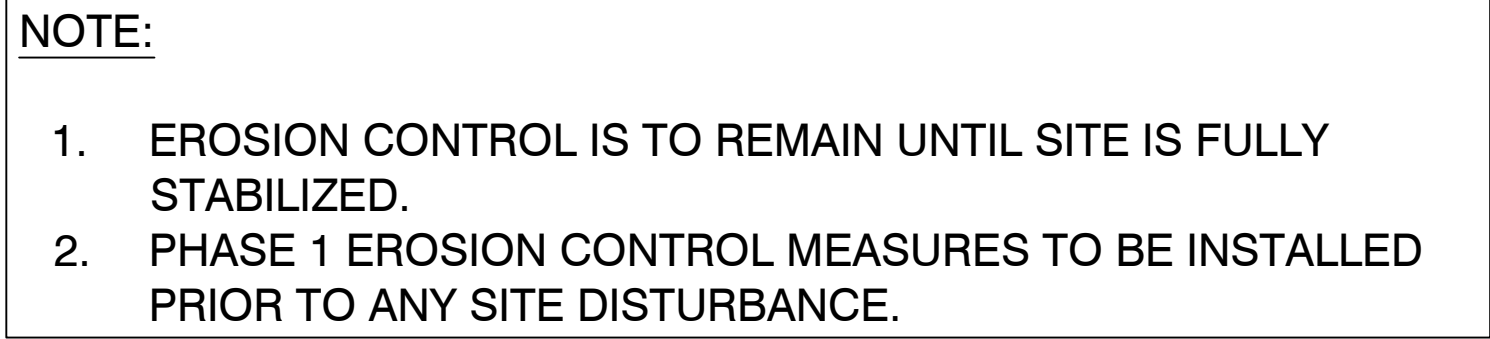 NOTE:
1. EROSION CONTROL IS TO REMAIN UNTIL SITE IS FULLY
STABILIZED.
2. PHASE 1 EROSION CONTROL MEASURES TO BE INSTALLED
PRIOR TO ANY SITE DISTURBANCE.